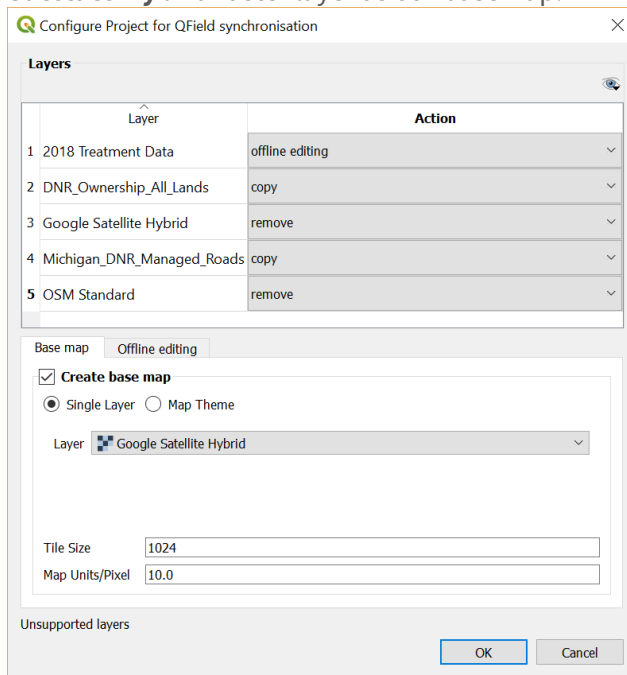 Configure Project for QField synchronisation
Layers
Layer Action
1 2018 Treatment Data offline editing
2 DNR_Ownership_All_Lands copy
3 Google Satellite Hybrid remove
4 Michigan_DNR_Managed_Roads copy
5 OSM Standard remove
Base map Offline editing
Create base map
Single Layer Map Theme
Layer Google Satellite Hybrid
Tile Size 1024
Map Units/Pixel 10.0
Unsupported layers
OK Cancel